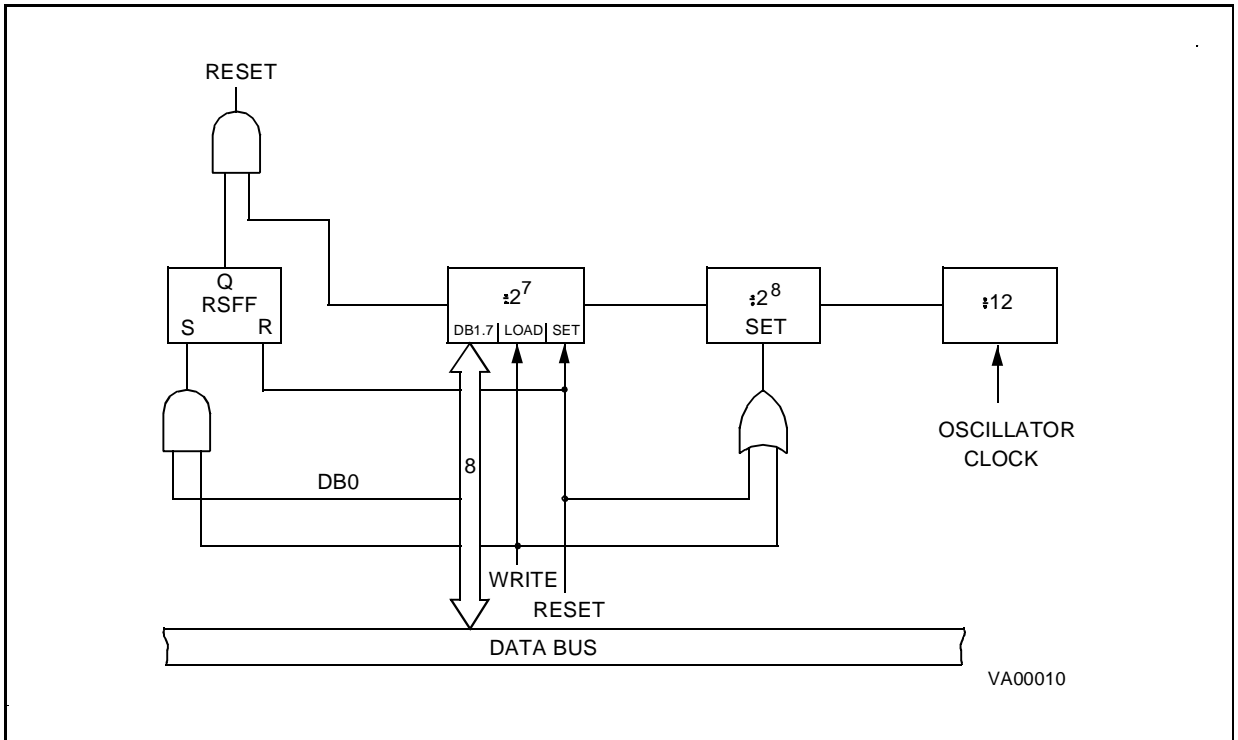 RESET
Q
RSFF
S R
÷2⁷
DB1.7 LOAD SET
÷2⁸
SET
÷12
OSCILLATOR
CLOCK
DB0
8
WRITE
RESET
DATA BUS
VA00010